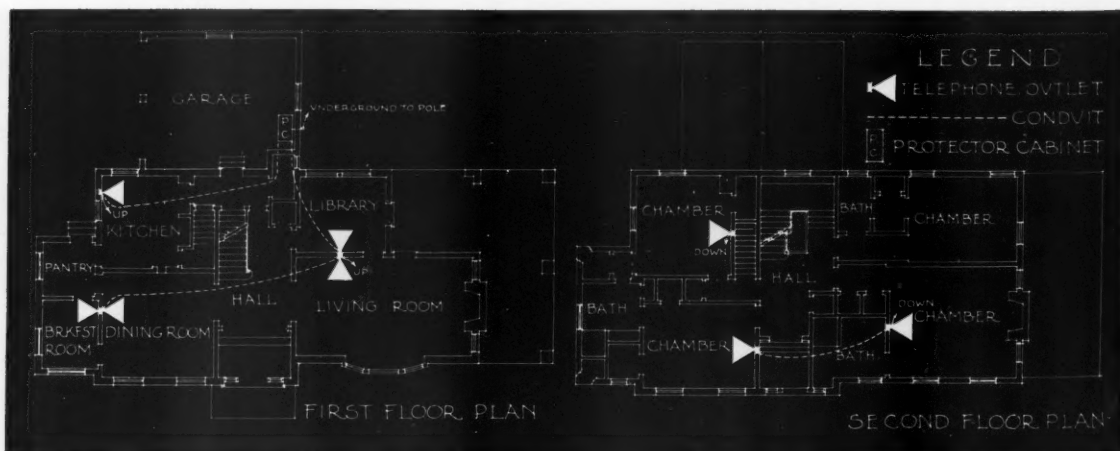 GARAGE
P.C.
UNDERGROUND TO POLE
UP
KITCHEN
LIBRARY
PANTRY
UP
HALL
LIVING ROOM
BRKFST
ROOM
DINING ROOM
FIRST FLOOR PLAN
LEGEND
TELEPHONE OUTLET
CONDUIT
P.C.
PROTECTOR CABINET
CHAMBER
BATH
CHAMBER
DOWN
HALL
BATH
DOWN
CHAMBER
CHAMBER
BATH
SECOND FLOOR PLAN